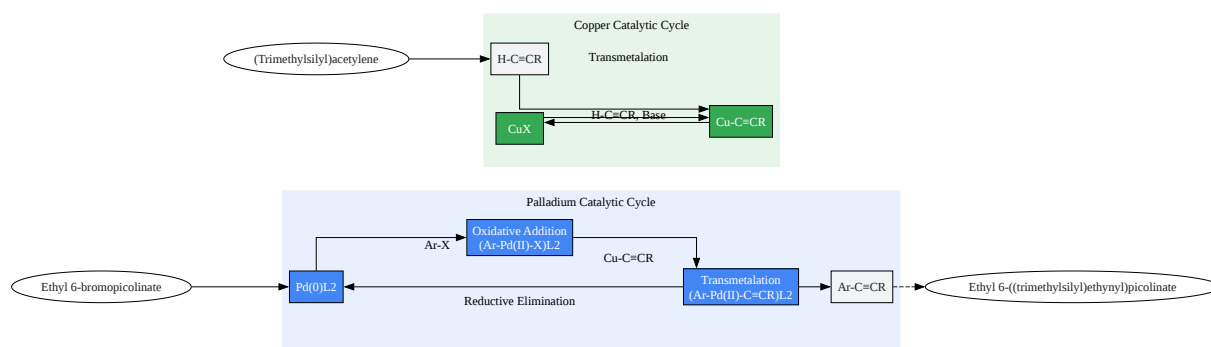 Copper Catalytic Cycle
(Trimethylsilyl)acetylene
H-C≡CR
Transmetalation
H-C≡CR, Base
CuX
Cu-C≡CR
Palladium Catalytic Cycle
Oxidative Addition
(Ar-Pd(II)-X)L2
Ar-X
Cu-C≡CR
Ethyl 6-bromopicolinate
Pd(0)L2
Transmetalation
(Ar-Pd(II)-C≡CR)L2
Reductive Elimination
Ar-C≡CR
Ethyl 6-((trimethylsilyl)ethynyl)picolinate